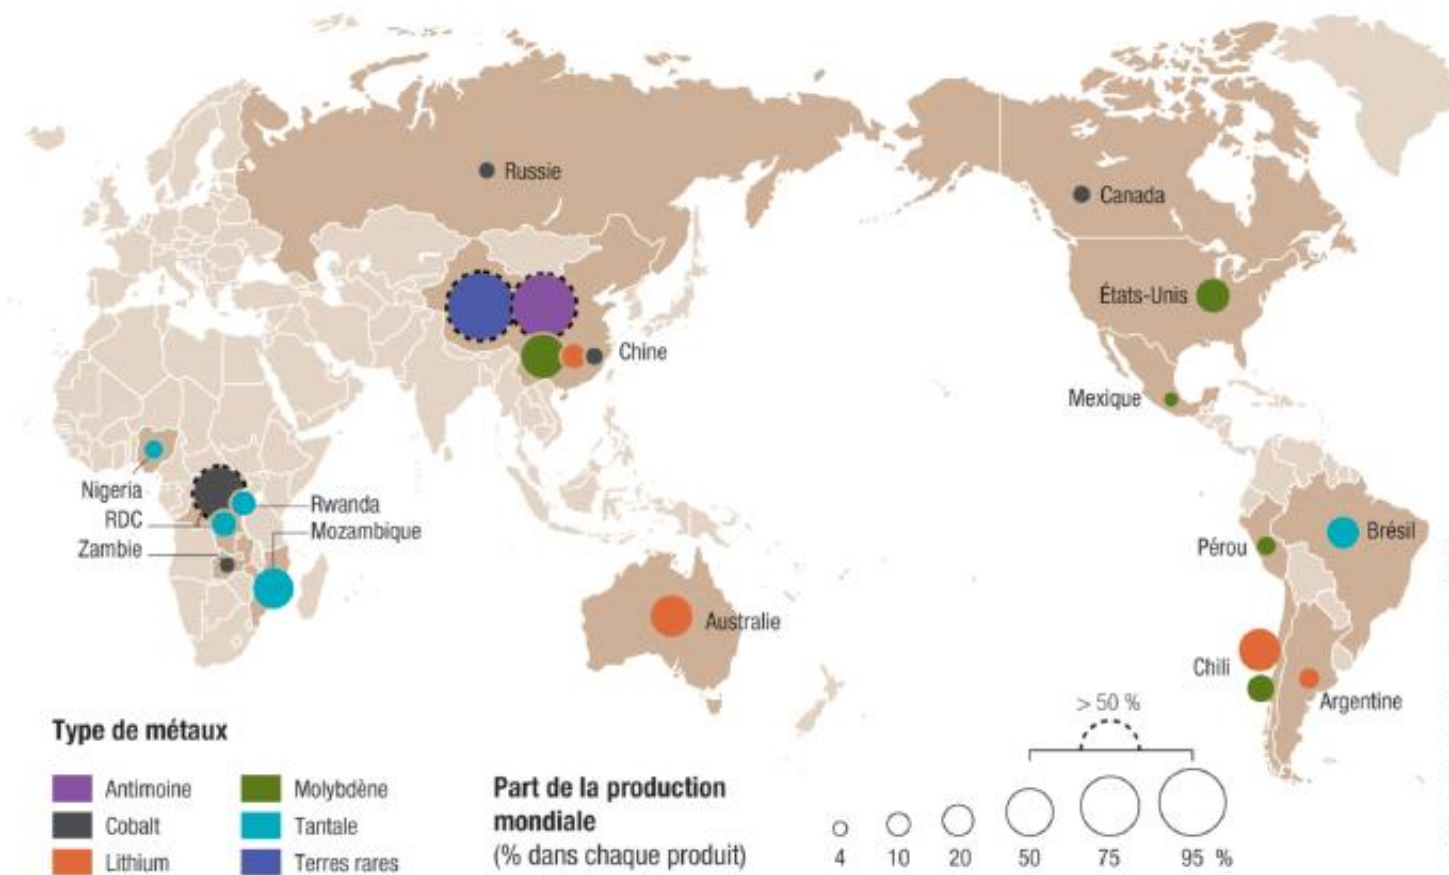 Russie
Canada
États-Unis
Chine
Mexique
Nigeria
RDC
Zambie
Rwanda
Mozambique
Pérou
Brésil
Australie
Chili
Argentine
Type de métaux
Antimoine
Cobalt
Lithium
Molybdène
Tantale
Terres rares
Part de la production
mondiale
(% dans chaque produit)
> 50 %
4 10 20 50 75 95 %